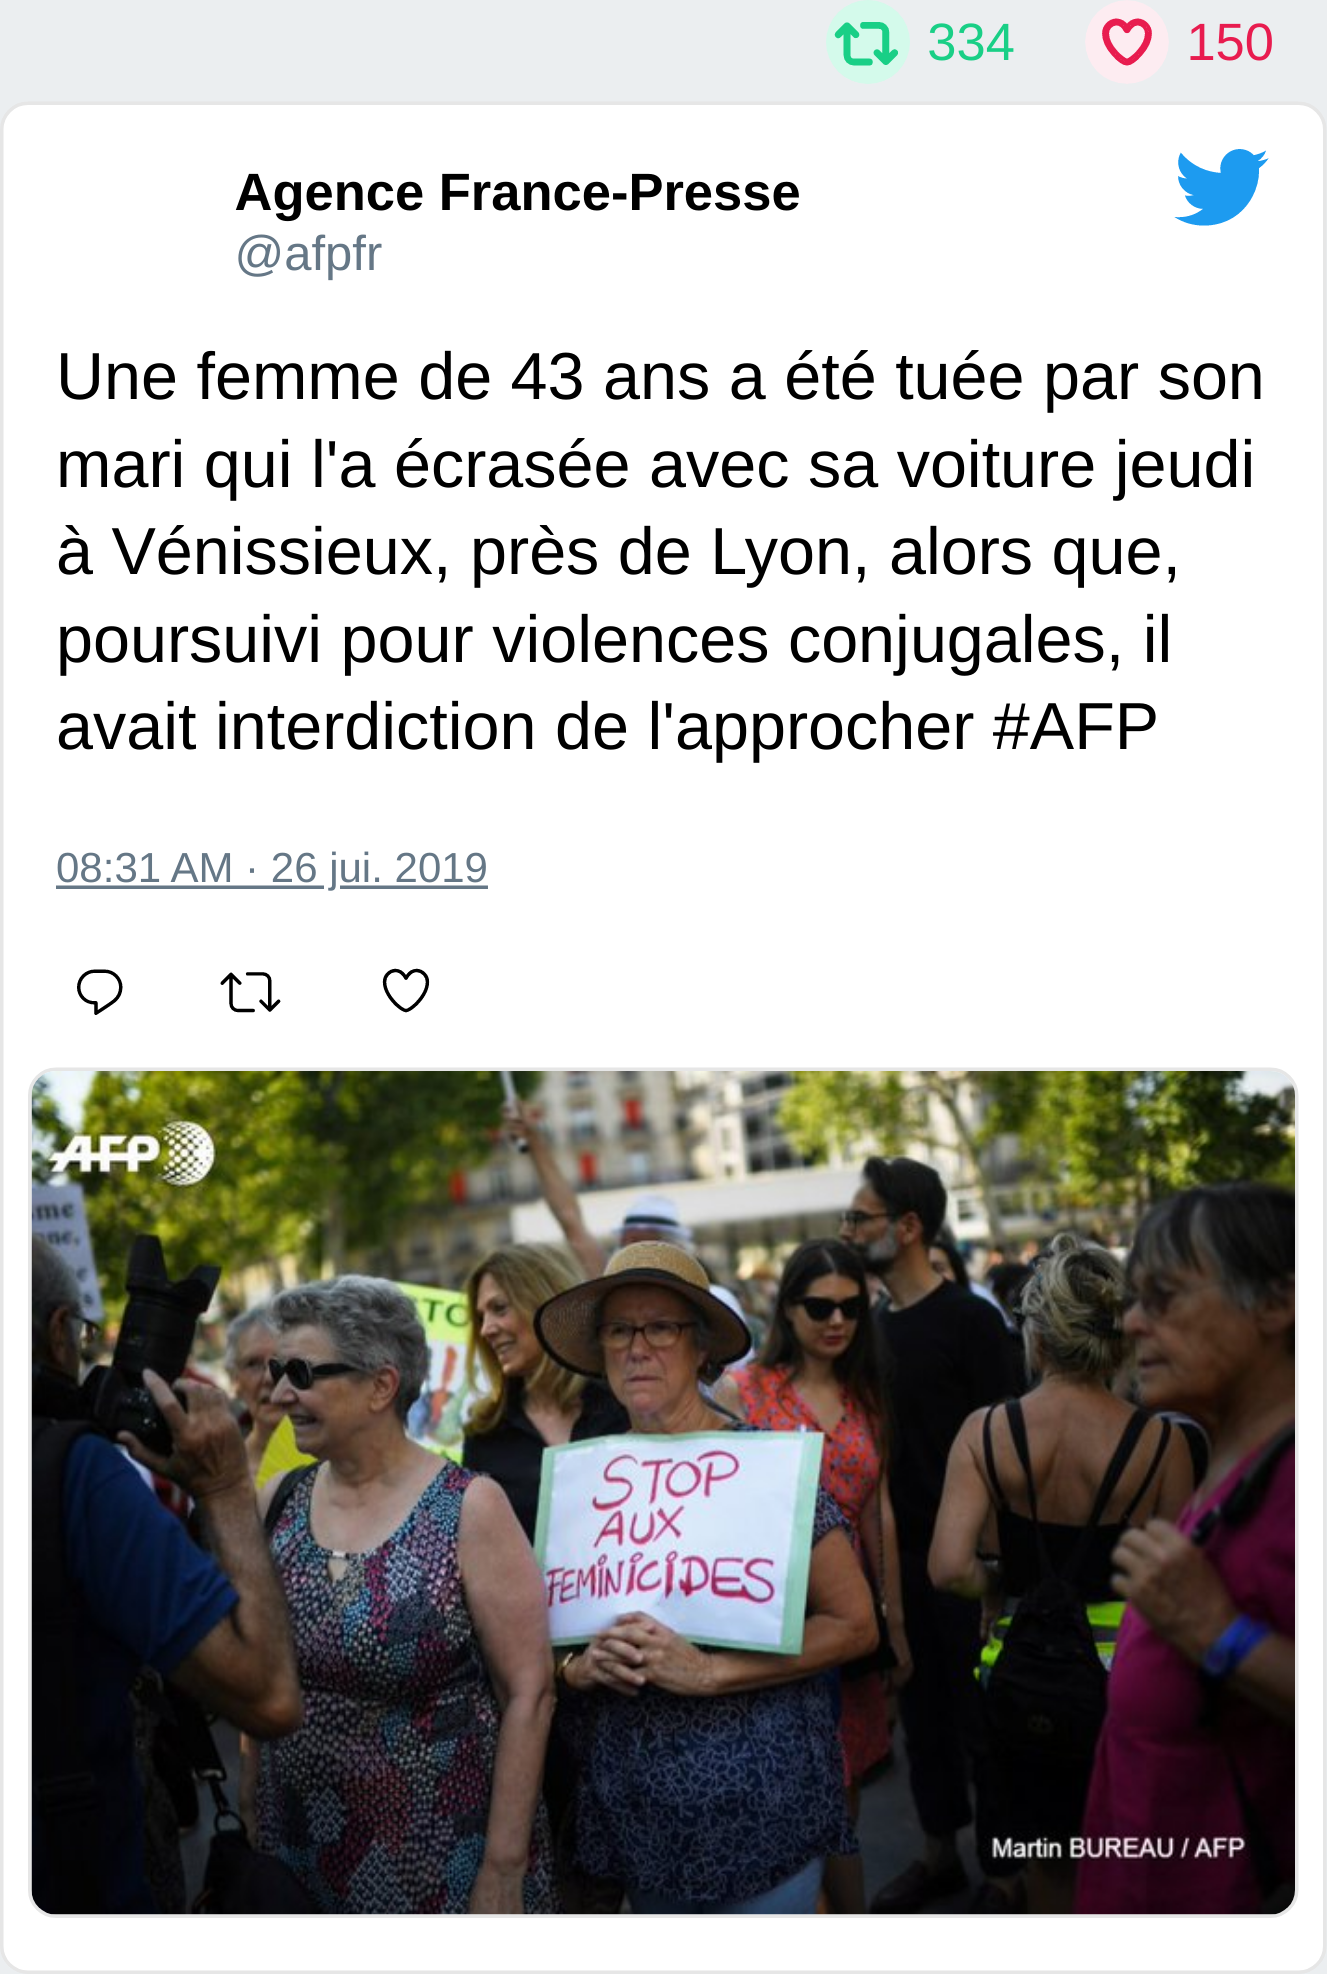 334 150
Agence France-Presse
@afpfr
Une femme de 43 ans a été tuée par son
mari qui l'a écrasée avec sa voiture jeudi
à Vénissieux, près de Lyon, alors que,
poursuivi pour violences conjugales, il
avait interdiction de l'approcher #AFP
08:31 AM · 26 jui. 2019
AFP
STOP
AUX
FEMINICIDES
Martin BUREAU / AFP